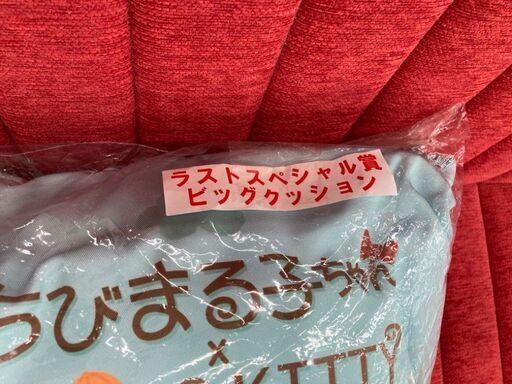 ラストスペシャル賞
ビッグクッション
ちびまる子ちゃん
×
KITTY